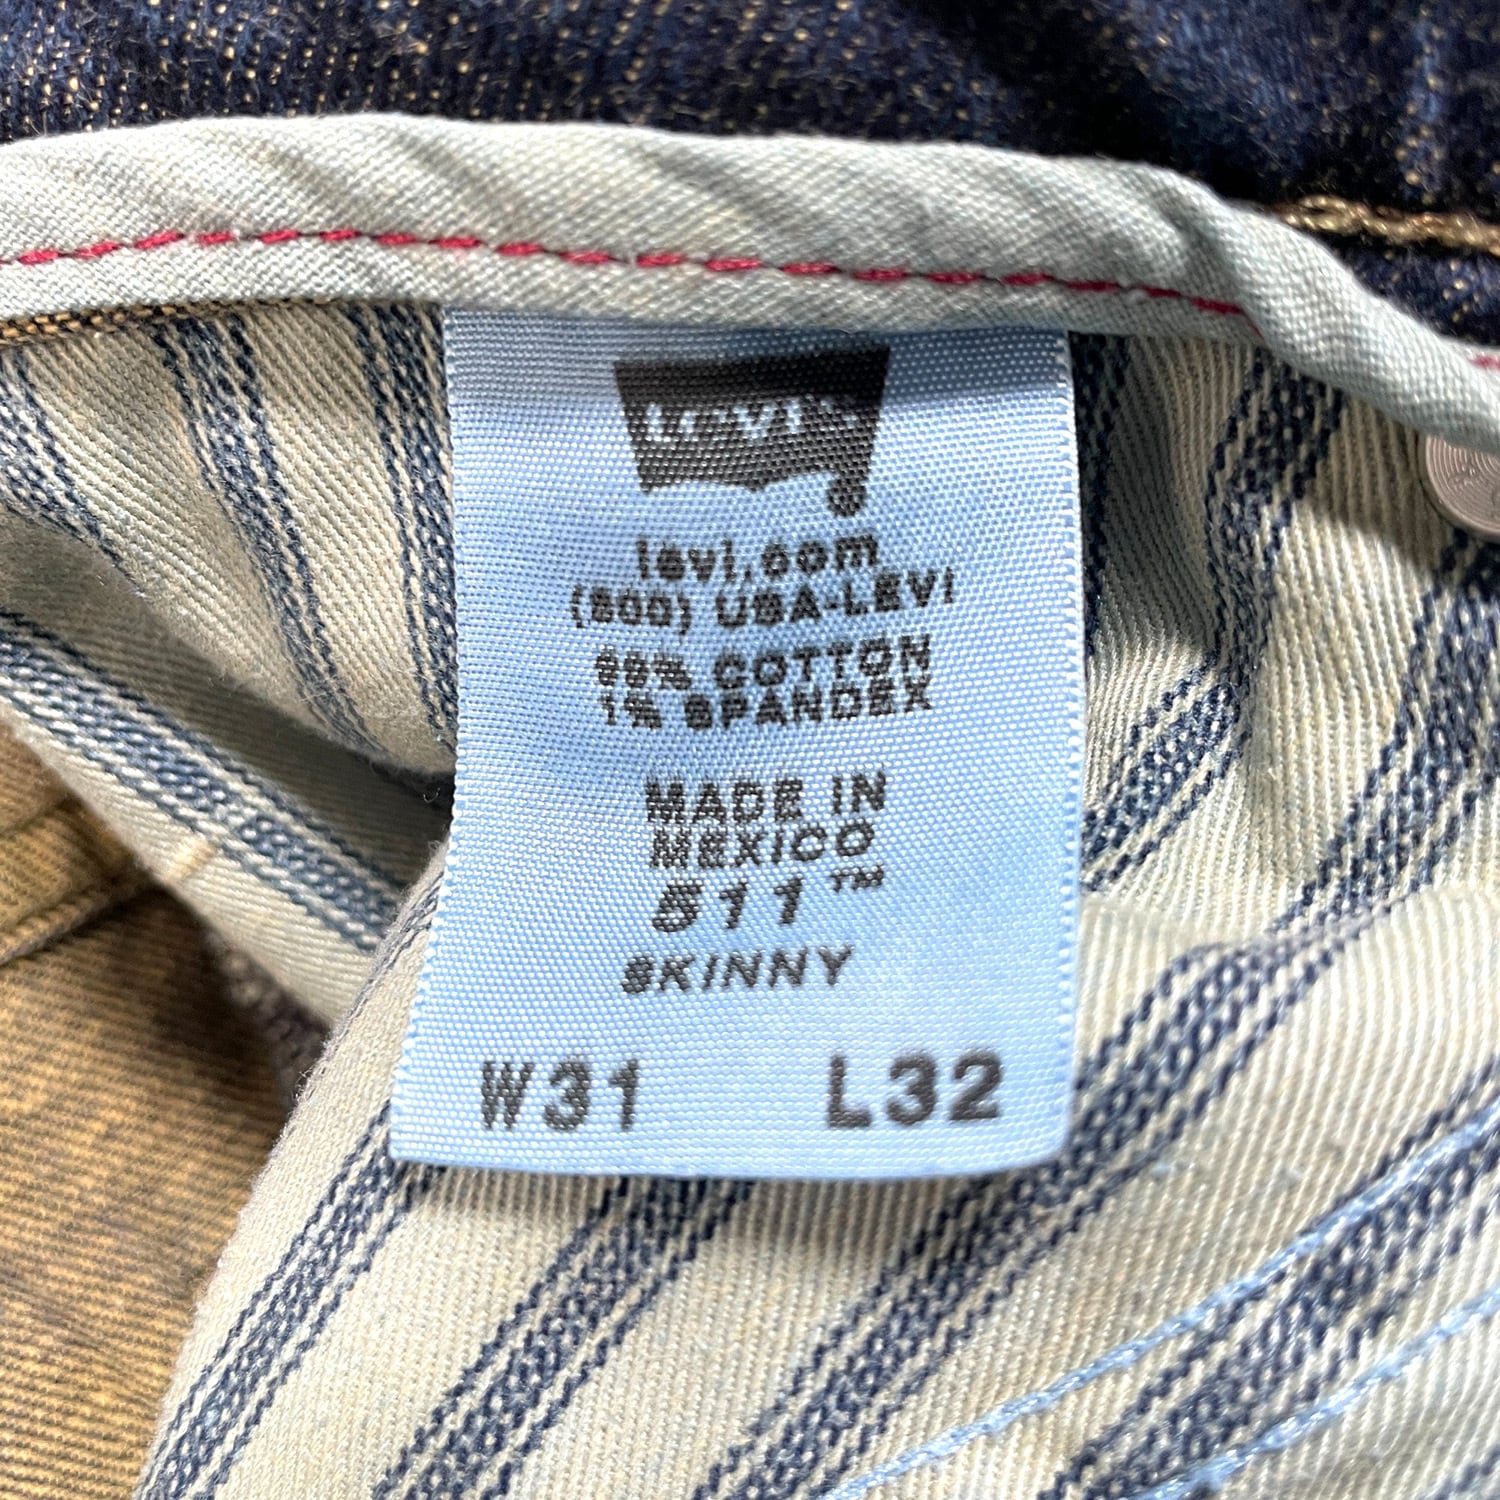 Levi's
levi.com
(800) USA-LEVI
99% COTTON
1% SPANDEX
MADE IN
MEXICO
511™
SKINNY
W31 L32